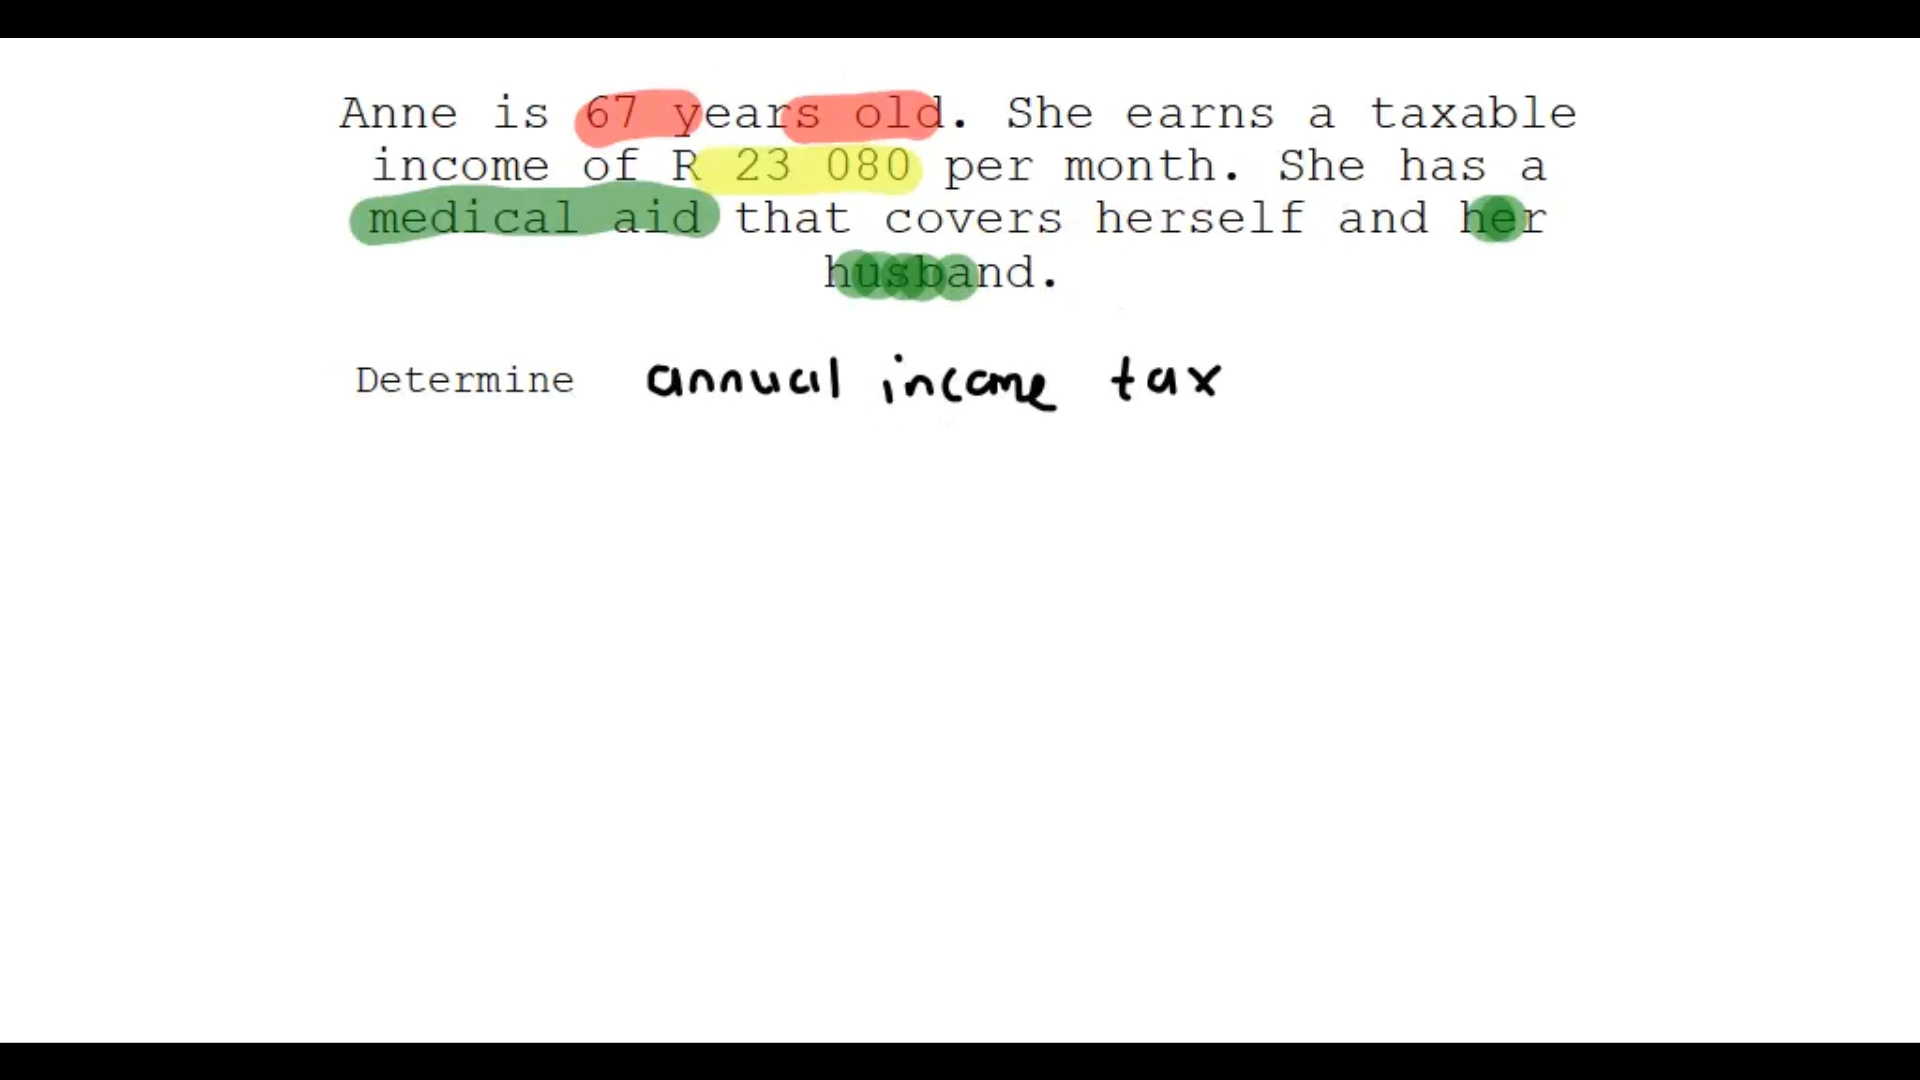 Anne is 67 years old. She earns a taxable
income of R 23 080 per month. She has a
medical aid that covers herself and her
husband.
Determine annual income tax